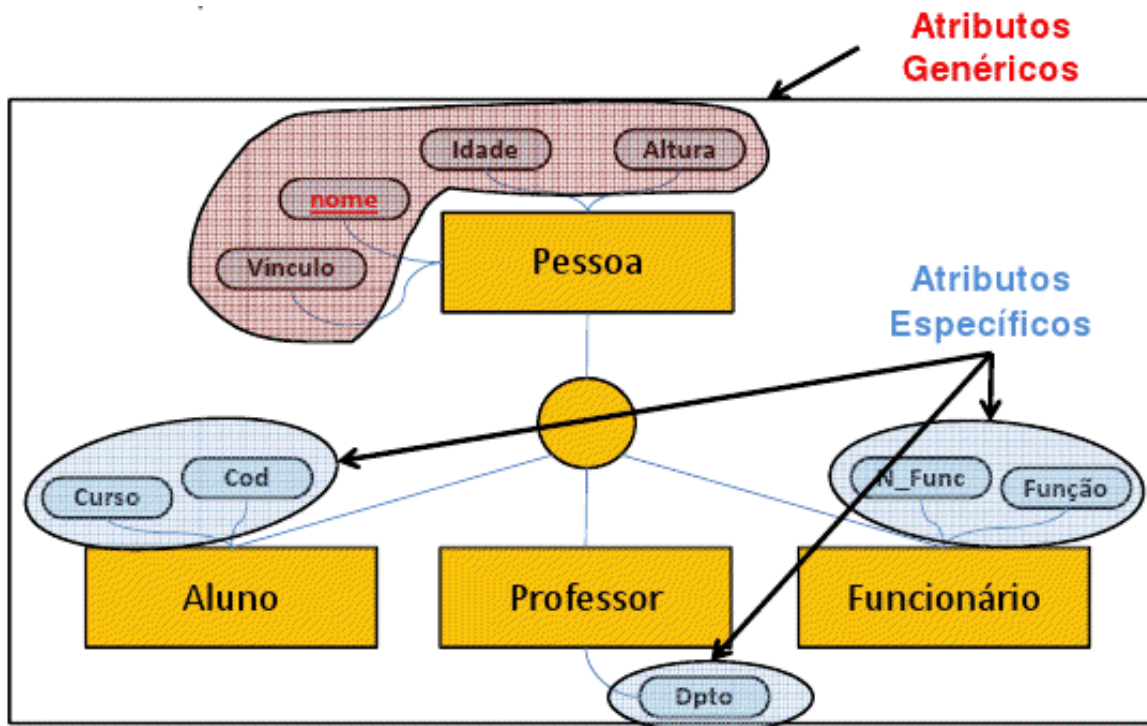 Atributos
Genéricos
Idade
Altura
nome
Vínculo
Pessoa
Atributos
Específicos
Curso
Cod
N_Func
Função
Aluno
Professor
Funcionário
Dpto